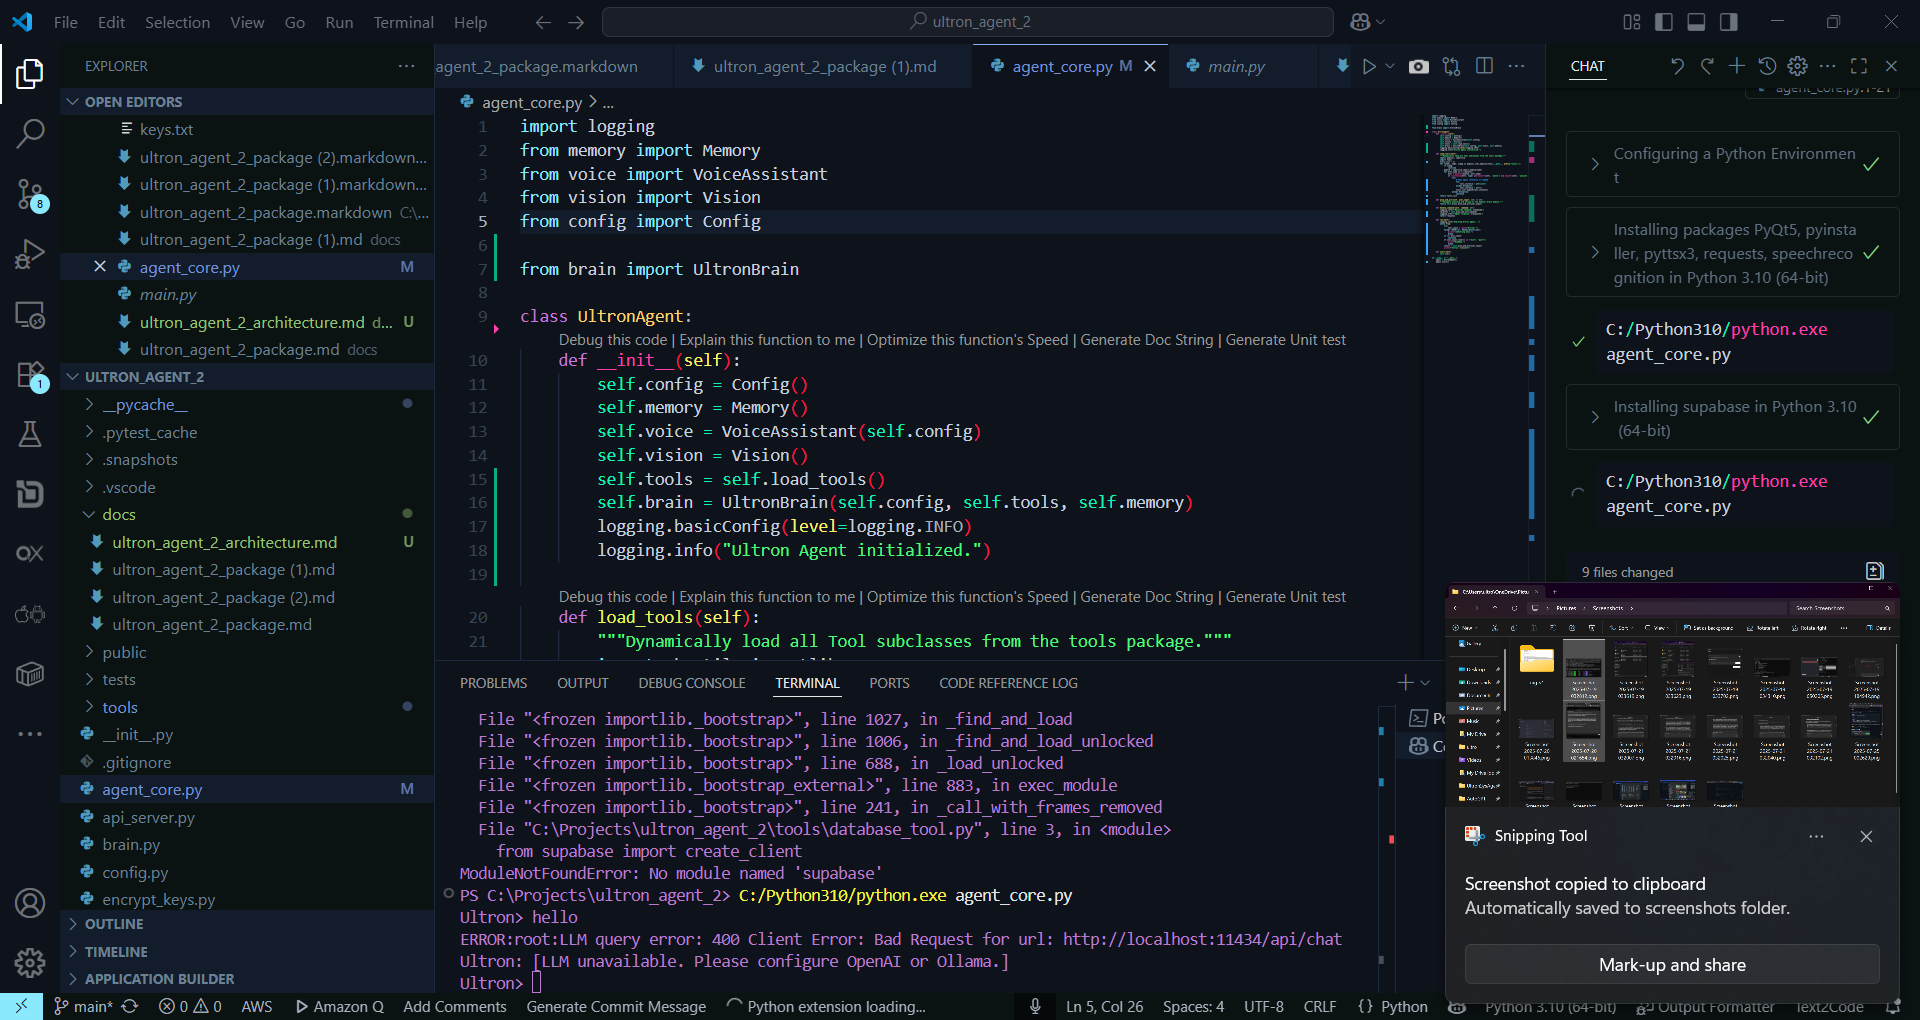 File Edit Selection View Go Run Terminal Help
ultron_agent_2
EXPLORER
OPEN EDITORS
keys.txt
ultron_agent_2_package (2).markdown...
ultron_agent_2_package (1).markdown...
ultron_agent_2_package.markdown C:\...
ultron_agent_2_package (1).md docs
agent_core.py M
main.py
ultron_agent_2_architecture.md d... U
ultron_agent_2_package.md docs
ULTRON_AGENT_2
__pycache__
.pytest_cache
.snapshots
.vscode
docs
ultron_agent_2_architecture.md U
ultron_agent_2_package (1).md
ultron_agent_2_package (2).md
ultron_agent_2_package.md
public
tests
tools
__init__.py
.gitignore
agent_core.py M
api_server.py
brain.py
config.py
encrypt_keys.py
OUTLINE
TIMELINE
APPLICATION BUILDER
8
1
agent_2_package.markdown
ultron_agent_2_package (1).md
agent_core.py M
main.py
agent_core.py > ...
1 import logging
2 from memory import Memory
3 from voice import VoiceAssistant
4 from vision import Vision
5 from config import Config
6
7 from brain import UltronBrain
8
9 class UltronAgent:
Debug this code | Explain this function to me | Optimize this function's Speed | Generate Doc String | Generate Unit test
10 def __init__(self):
11 self.config = Config()
12 self.memory = Memory()
13 self.voice = VoiceAssistant(self.config)
14 self.vision = Vision()
15 self.tools = self.load_tools()
16 self.brain = UltronBrain(self.config, self.tools, self.memory)
17 logging.basicConfig(level=logging.INFO)
18 logging.info("Ultron Agent initialized.")
19
Debug this code | Explain this function to me | Optimize this function's Speed | Generate Doc String | Generate Unit test
20 def load_tools(self):
21 """Dynamically load all Tool subclasses from the tools package."""
PROBLEMS OUTPUT DEBUG CONSOLE TERMINAL PORTS CODE REFERENCE LOG
File "<frozen importlib._bootstrap>", line 1027, in _find_and_load
File "<frozen importlib._bootstrap>", line 1006, in _find_and_load_unlocked
File "<frozen importlib._bootstrap>", line 688, in _load_unlocked
File "<frozen importlib._bootstrap_external>", line 883, in exec_module
File "<frozen importlib._bootstrap>", line 241, in _call_with_frames_removed
File "C:\Projects\ultron_agent_2\tools\database_tool.py", line 3, in <module>
from supabase import create_client
ModuleNotFoundError: No module named 'supabase'
PS C:\Projects\ultron_agent_2> C:/Python310/python.exe agent_core.py
Ultron> hello
ERROR:root:LLM query error: 400 Client Error: Bad Request for url: http://localhost:11434/api/chat
Ultron: [LLM unavailable. Please configure OpenAI or Ollama.]
Ultron>
CHAT
agent_core.py:1-21
Configuring a Python Environmen
t
Installing packages PyQt5, pyinsta
ller, pyttsx3, requests, speechreco
gnition in Python 3.10 (64-bit)
C:/Python310/python.exe
agent_core.py
Installing supabase in Python 3.10
(64-bit)
C:/Python310/python.exe
agent_core.py
9 files changed
Pictures > Screenshots >
Search Screenshots
Snipping Tool
Screenshot copied to clipboard
Automatically saved to screenshots folder.
Mark-up and share
main* 0 0 AWS Amazon Q Add Comments Generate Commit Message Python extension loading... Ln 5, Col 26 Spaces: 4 UTF-8 CRLF {} Python Python 3.10 (64-bit) Output Formatter Text2Code